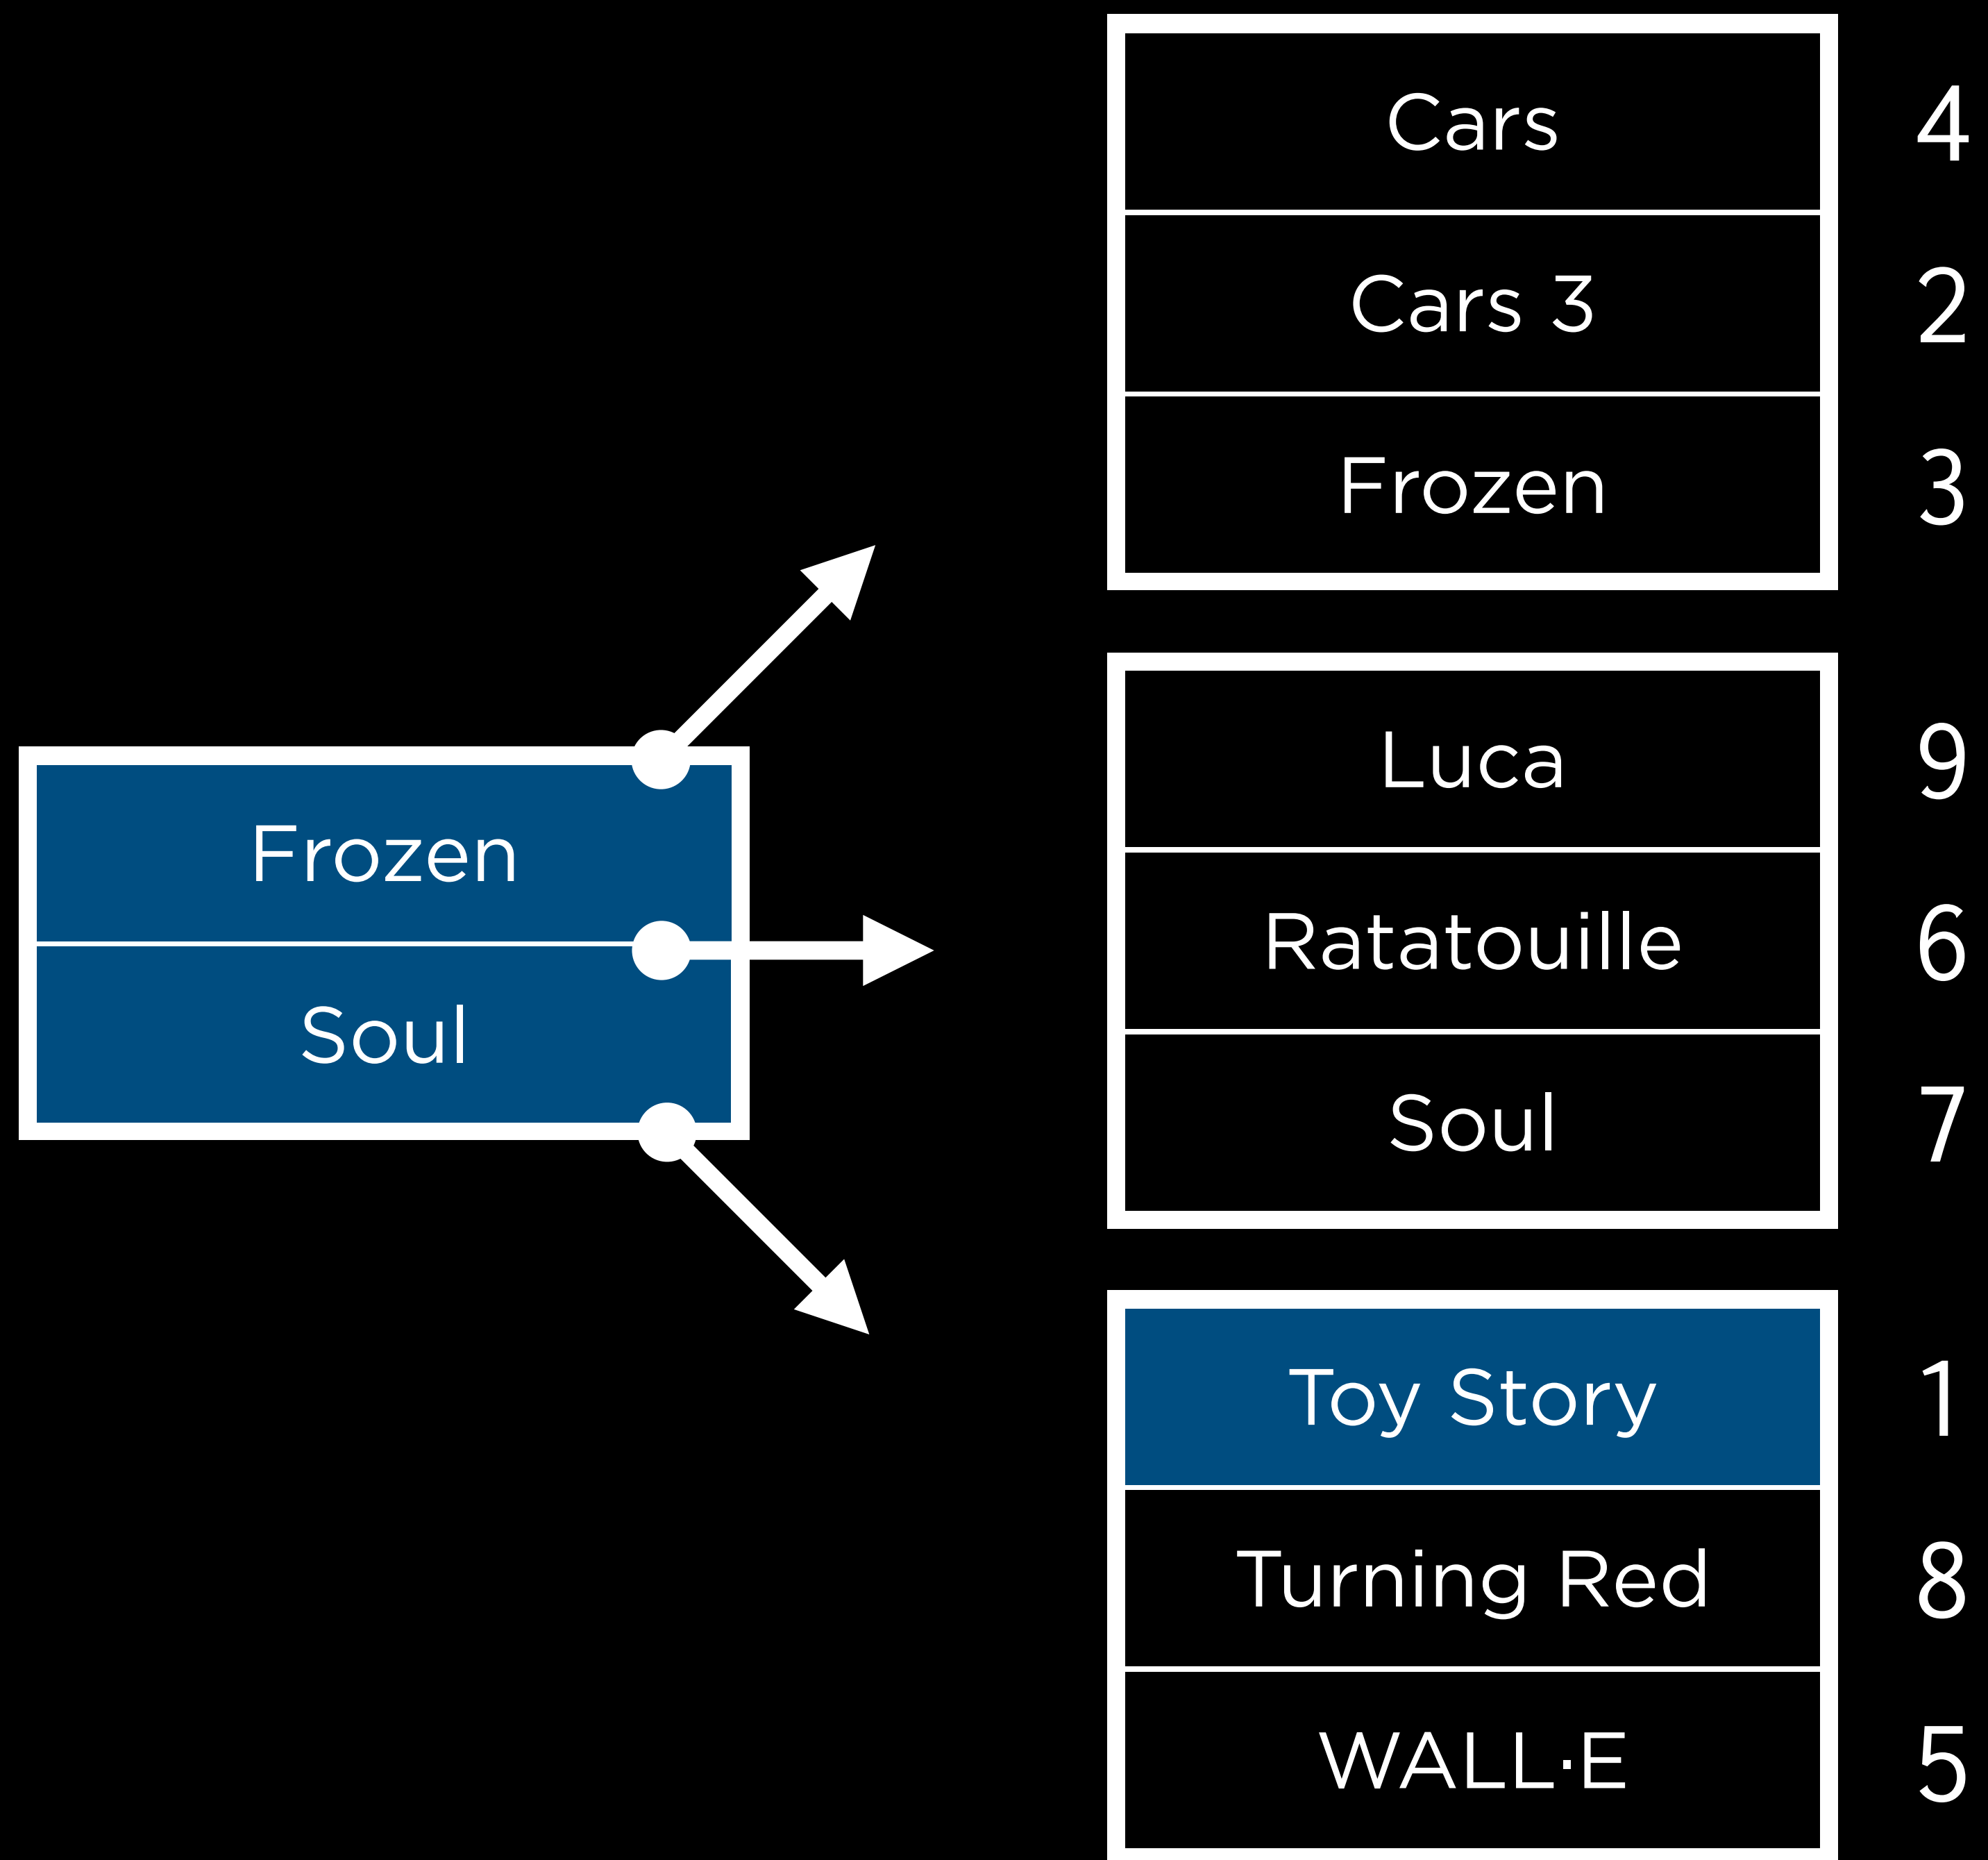 Frozen
Soul
Cars 4
Cars 3 2
Frozen 3
Luca 9
Ratatouille 6
Soul 7
Toy Story 1
Turning Red 8
WALL·E 5